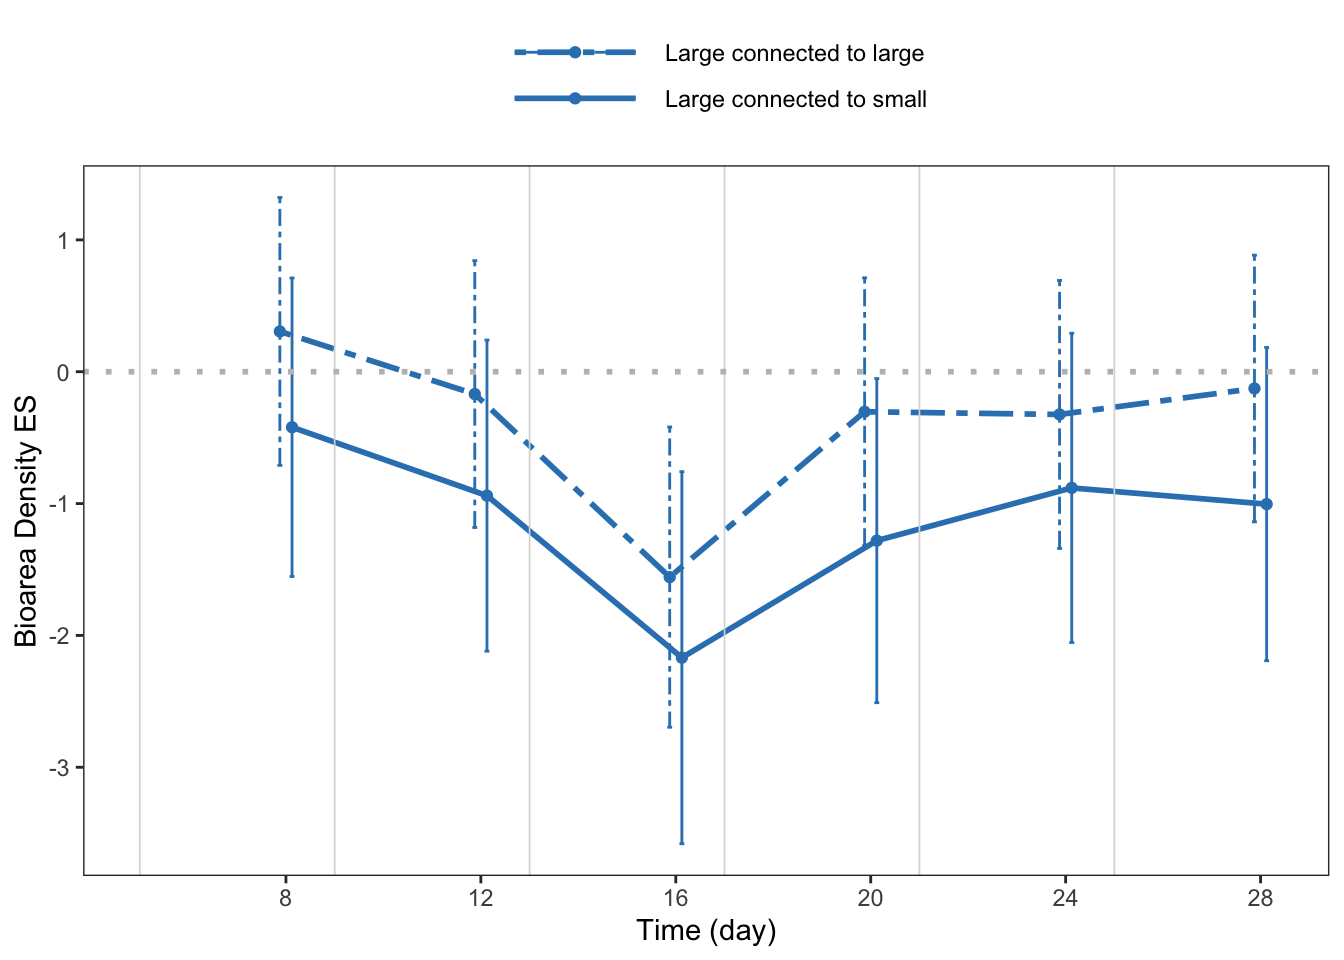 Large connected to large
Large connected to small
Bioarea Density ES
1
0
-1
-2
-3
8 12 16 20 24 28
Time (day)